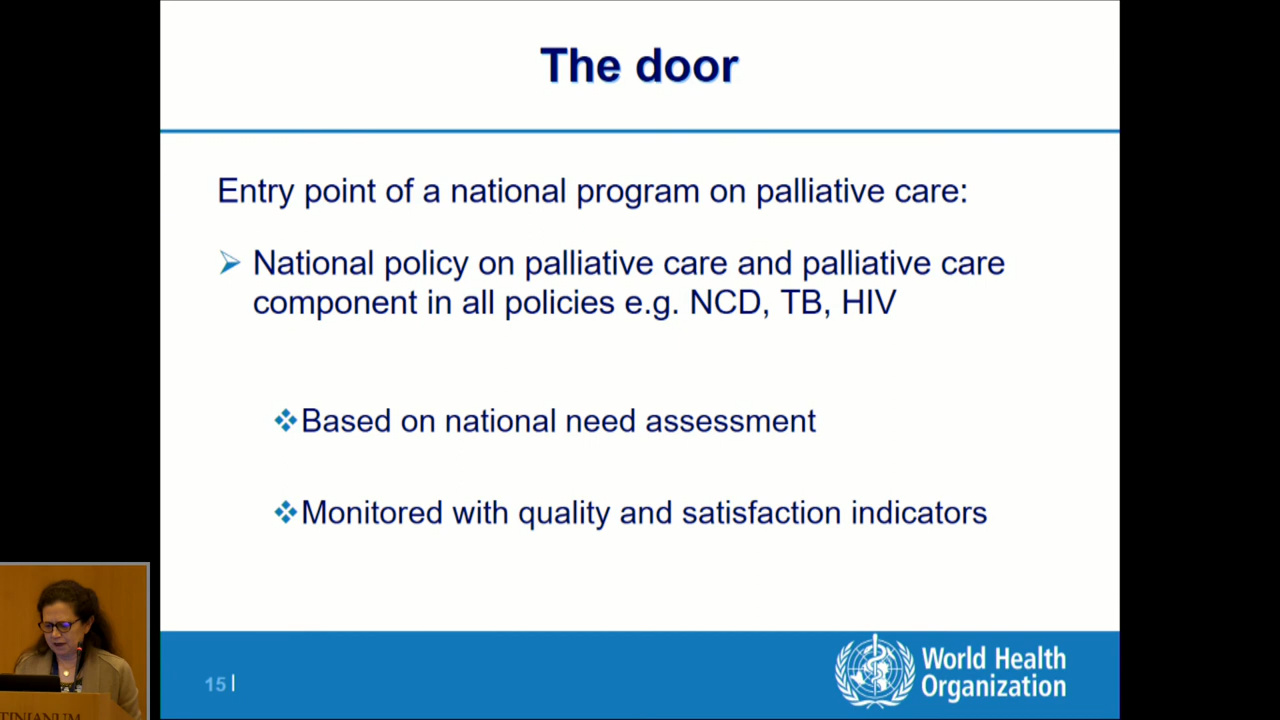 The door
Entry point of a national program on palliative care:
National policy on palliative care and palliative care
component in all policies e.g. NCD, TB, HIV
Based on national need assessment
Monitored with quality and satisfaction indicators
15 |
World Health
Organization
TINIANUM